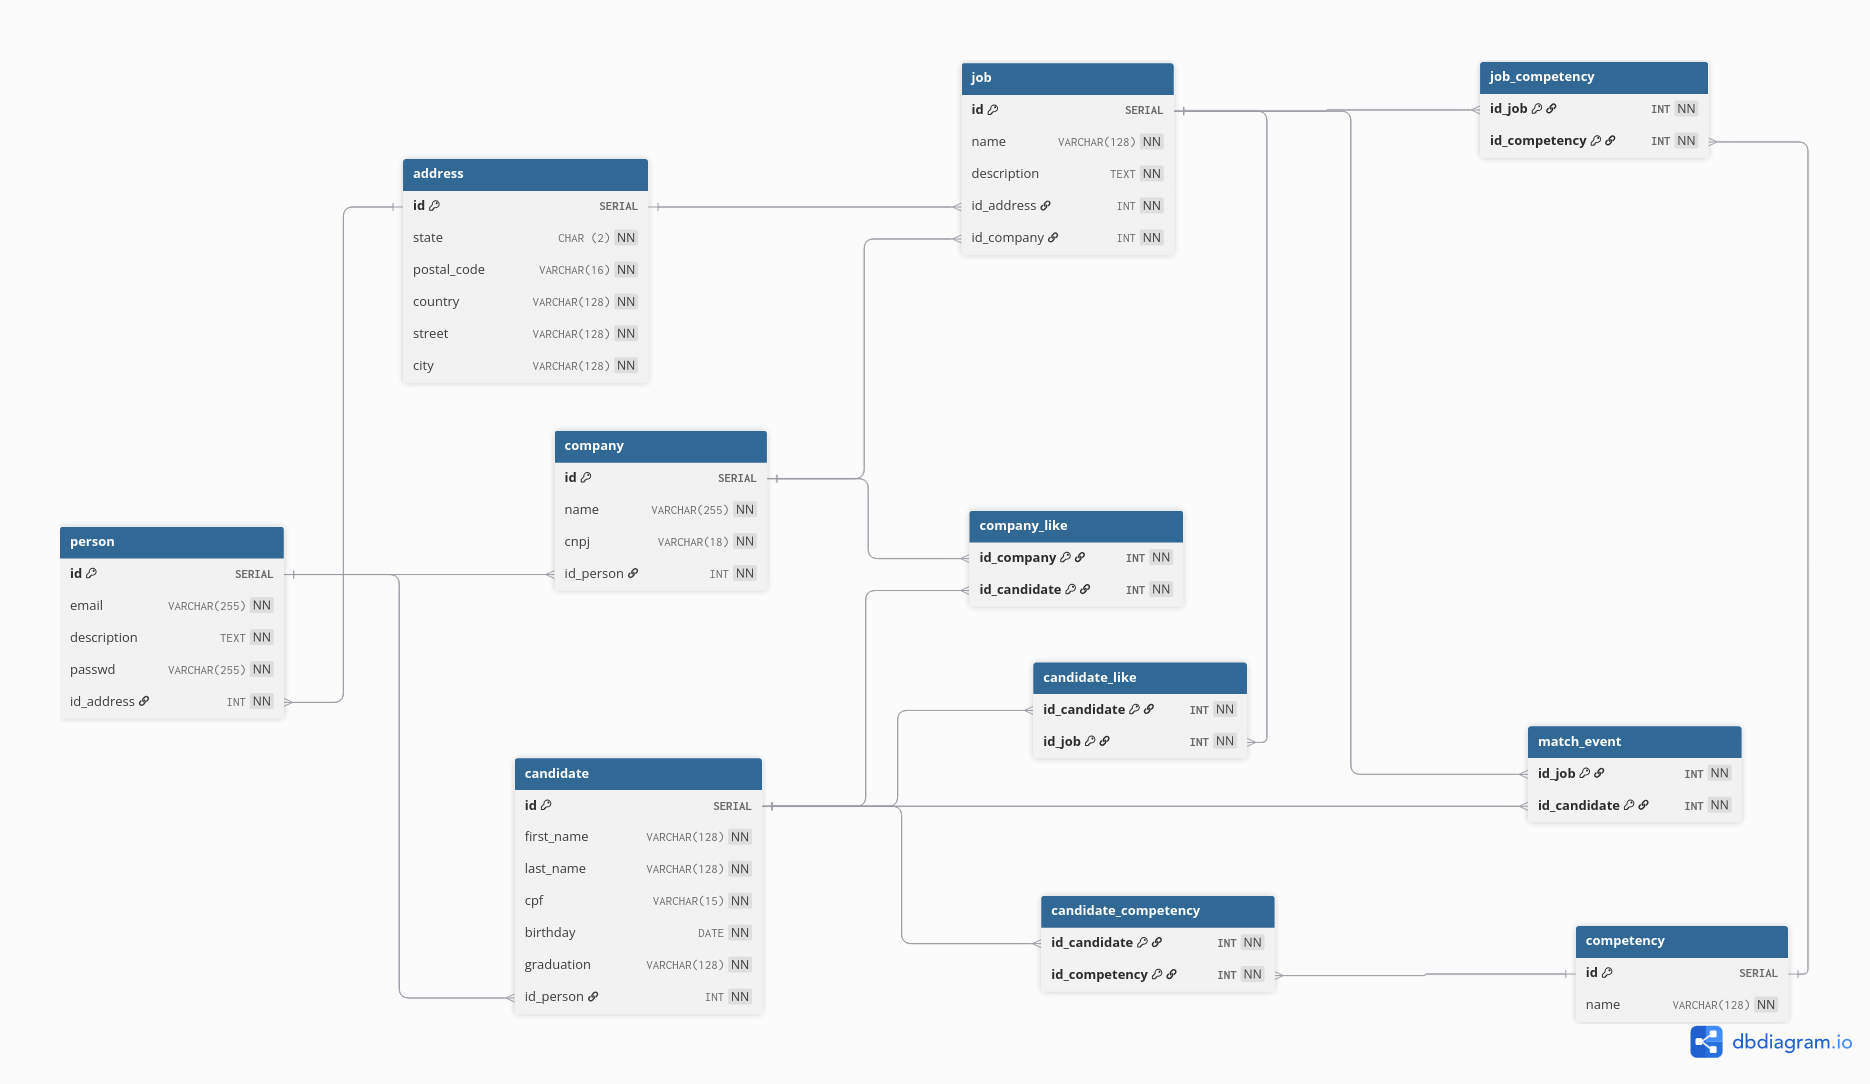 job
id SERIAL
name VARCHAR(128) NN
description TEXT NN
id_address INT NN
id_company INT NN
job_competency
id_job INT NN
id_competency INT NN
address
id SERIAL
state CHAR (2) NN
postal_code VARCHAR(16) NN
country VARCHAR(128) NN
street VARCHAR(128) NN
city VARCHAR(128) NN
company
id SERIAL
name VARCHAR(255) NN
cnpj VARCHAR(18) NN
id_person INT NN
person
id SERIAL
email VARCHAR(255) NN
description TEXT NN
passwd VARCHAR(255) NN
id_address INT NN
company_like
id_company INT NN
id_candidate INT NN
candidate_like
id_candidate INT NN
id_job INT NN
match_event
id_job INT NN
id_candidate INT NN
candidate
id SERIAL
first_name VARCHAR(128) NN
last_name VARCHAR(128) NN
cpf VARCHAR(15) NN
birthday DATE NN
graduation VARCHAR(128) NN
id_person INT NN
candidate_competency
id_candidate INT NN
id_competency INT NN
competency
id SERIAL
name VARCHAR(128) NN
dbdiagram.io